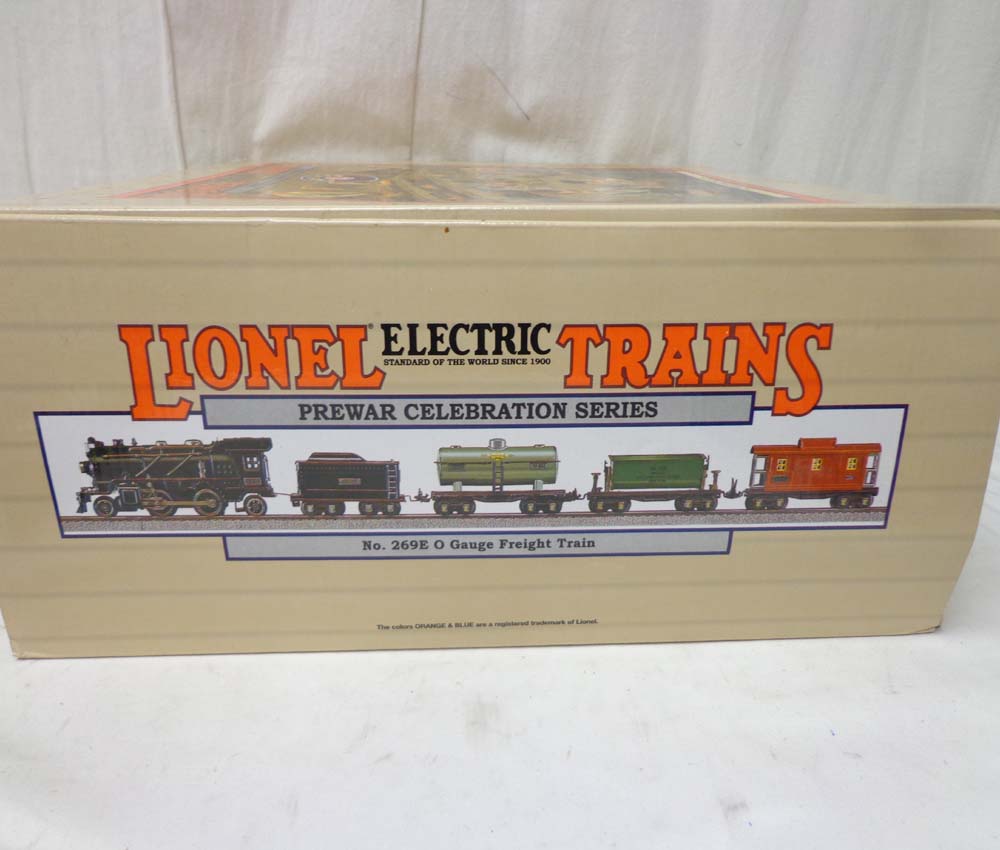 LIONEL® ELECTRIC TRAINS
STANDARD OF THE WORLD SINCE 1900
PREWAR CELEBRATION SERIES
No. 269E O Gauge Freight Train
The colors ORANGE & BLUE are a registered trademark of Lionel.